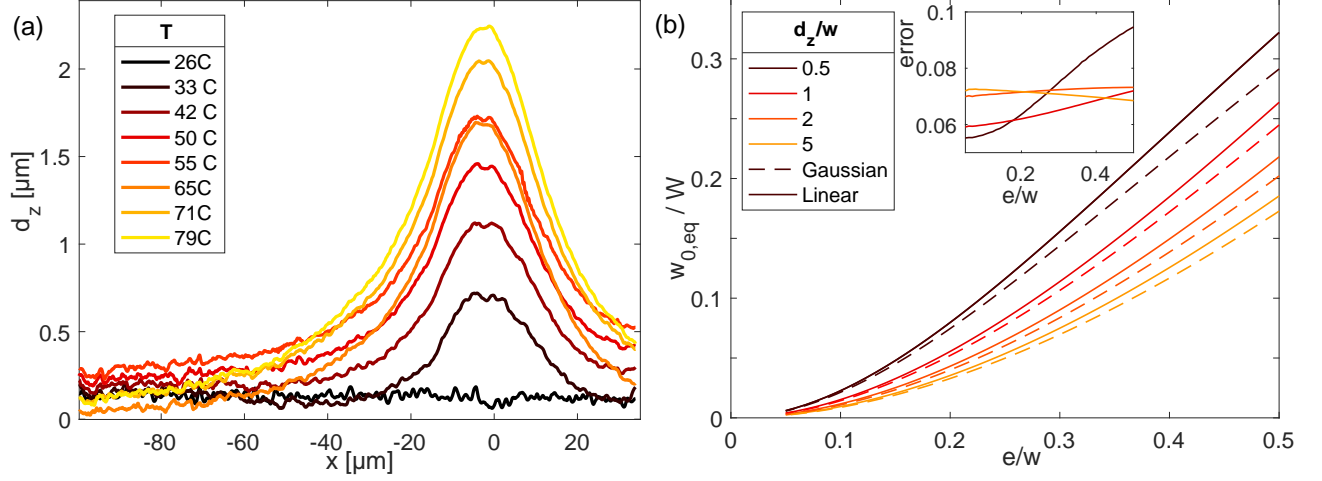 (a)
T
26C
33 C
42 C
50 C
55 C
65C
71C
79C
2
1.5
1
0.5
0
d_z [µm]
-80
-60
-40
-20
0
20
x [µm]
(b)
d_z/w
0.5
1
2
5
Gaussian
Linear
0.1
0.08
0.06
error
0.2
0.4
e/w
0.3
0.2
0.1
0
w_0,eq / W
0
0.1
0.2
0.3
0.4
0.5
e/w